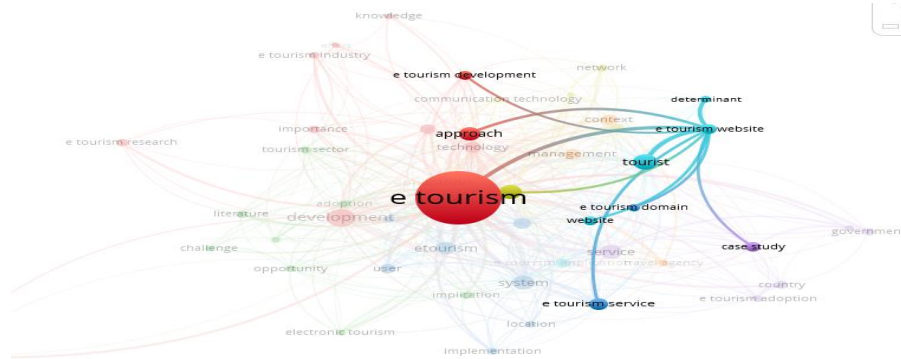 knowledge
e tourism industry
e tourism development
network
communication technology
determinant
context
e tourism website
importance
approach
e tourism research
technology
tourism sector
management
tourist
e tourism
adoption
literature
development
e tourism domain
website
government
challenge
etourism
service
case study
opportunity
user
travel agency
system
country
implication
e tourism adoption
e tourism service
location
electronic tourism
implementation